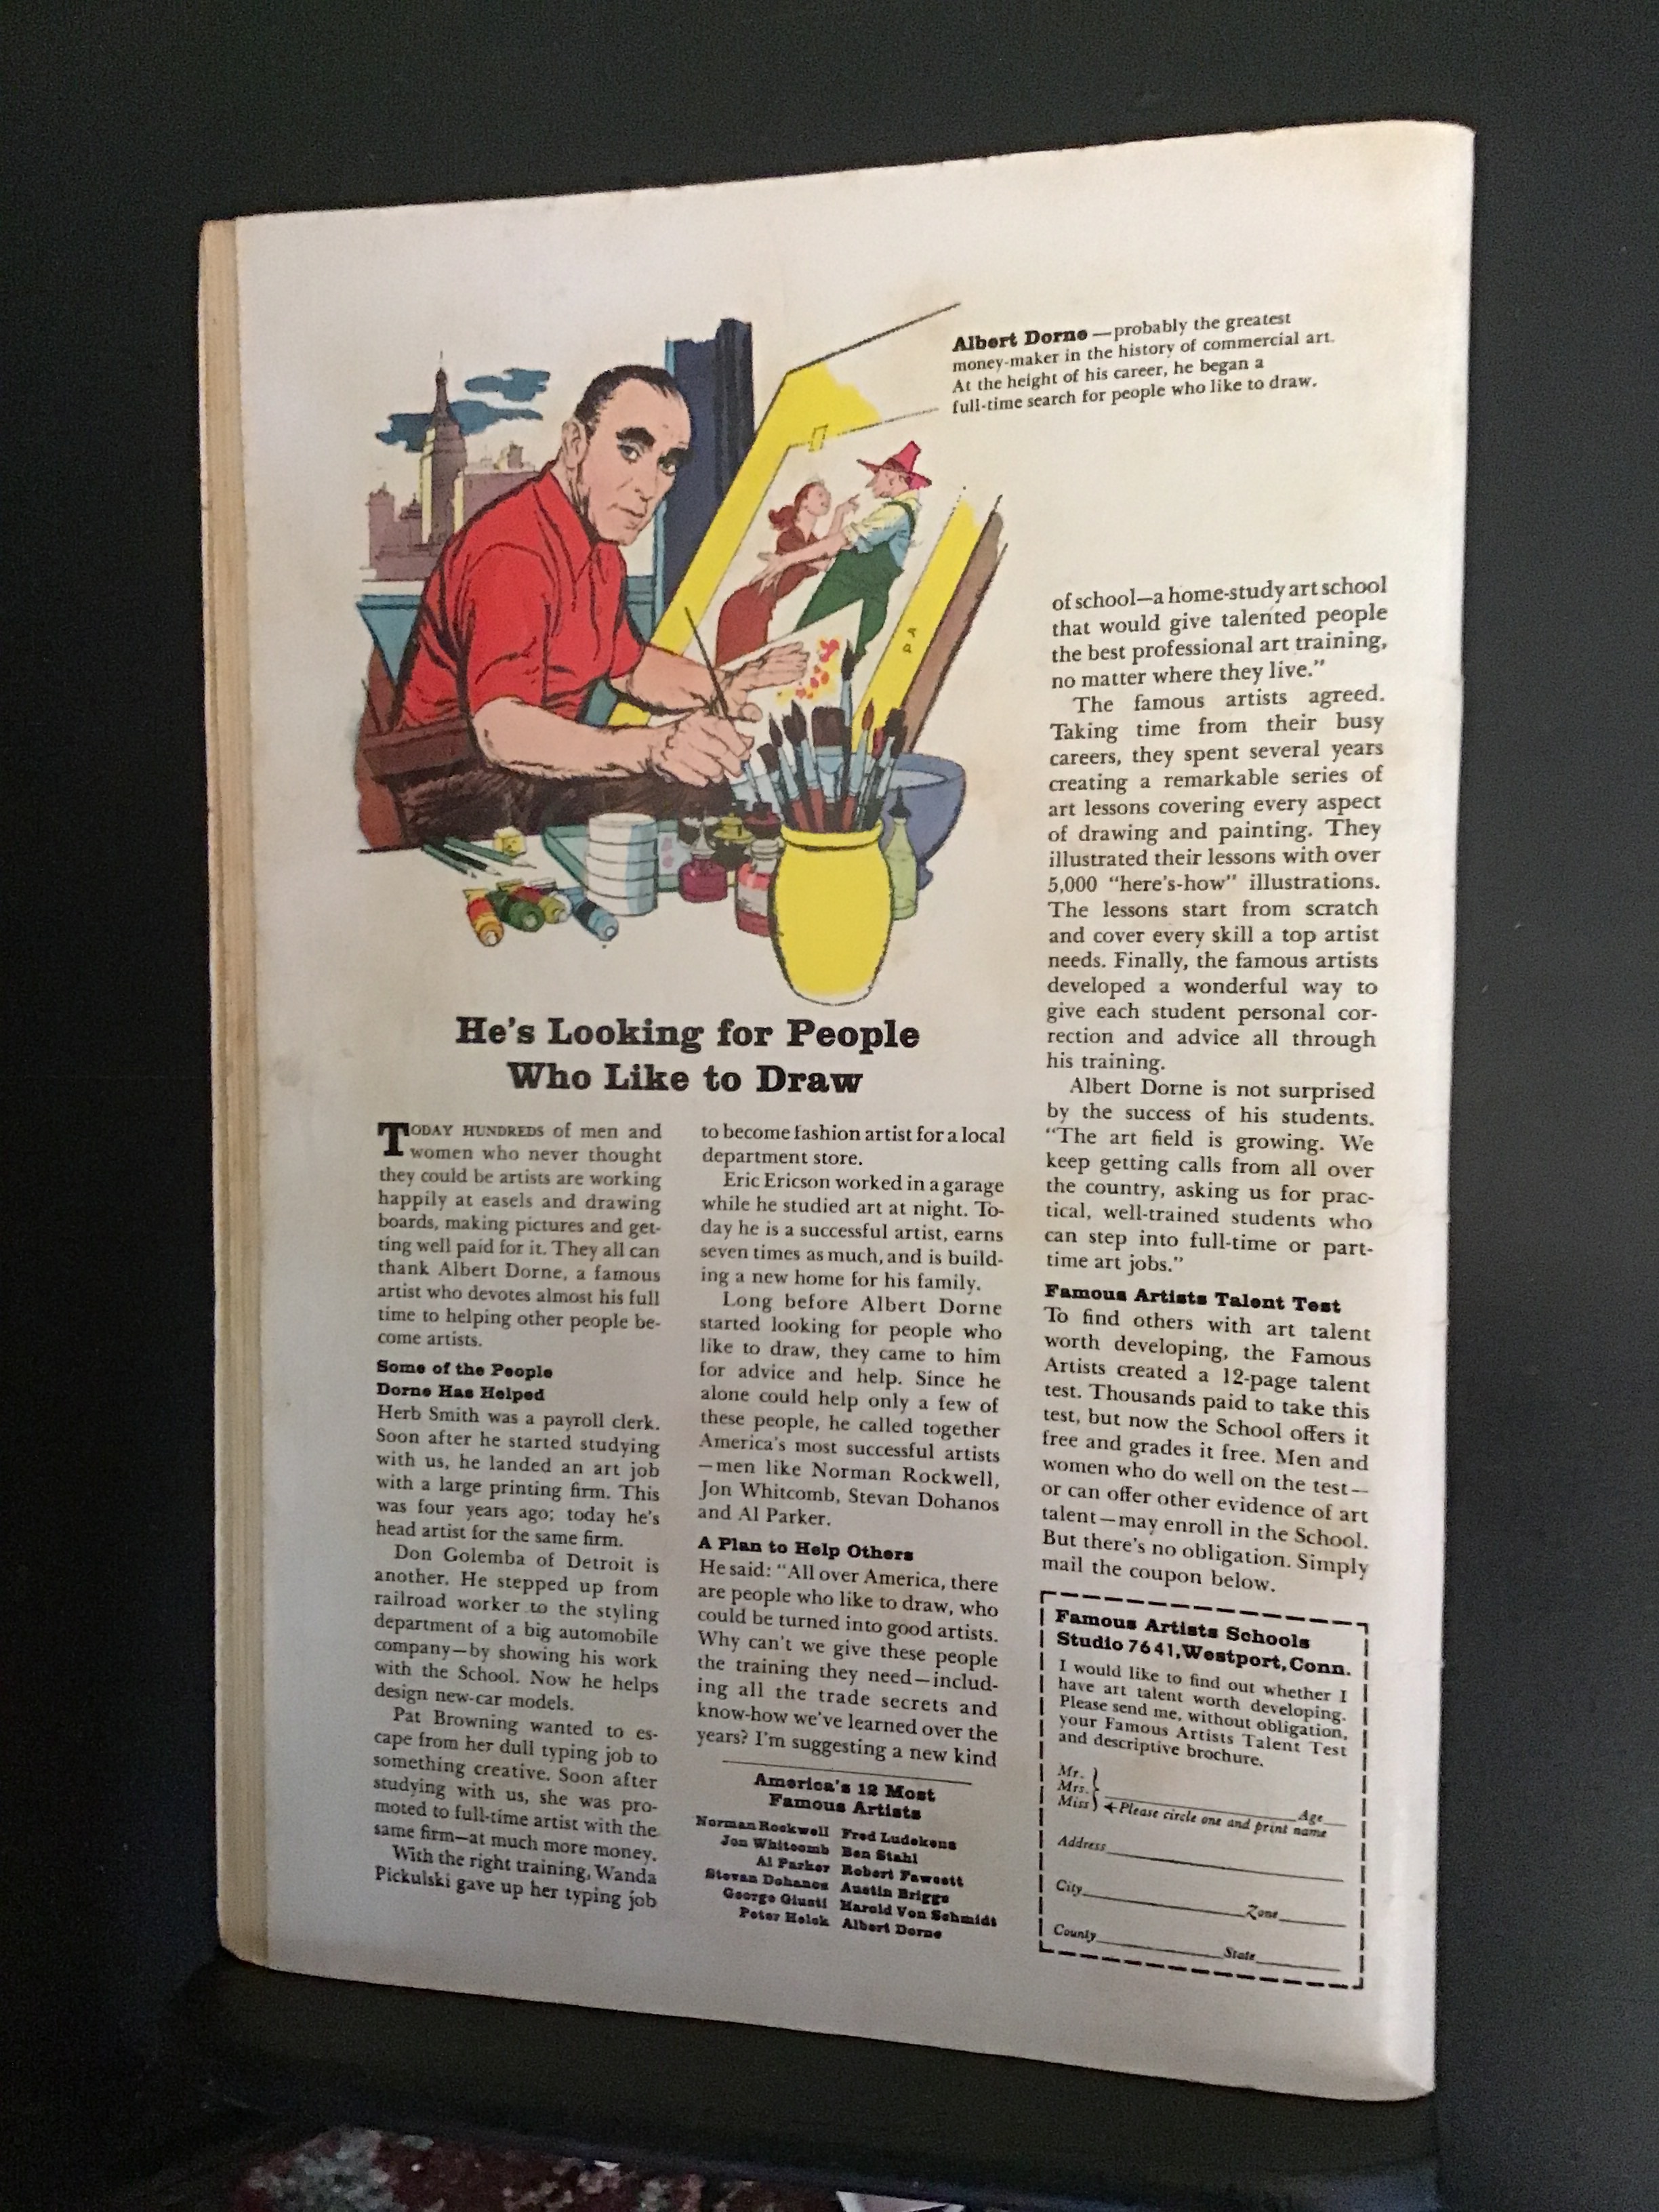 Albert Dorne—probably the greatest
money-maker in the history of commercial art.
At the height of his career, he began a
full-time search for people who like to draw.
He's Looking for People
Who Like to Draw
TODAY HUNDREDS of men and
women who never thought
they could be artists are working
happily at easels and drawing
boards, making pictures and get-
ting well paid for it. They all can
thank Albert Dorne, a famous
artist who devotes almost his full
time to helping other people be-
come artists.
Some of the People
Dorne Has Helped
Herb Smith was a payroll clerk.
Soon after he started studying
with us, he landed an art job
with a large printing firm. This
was four years ago; today he's
head artist for the same firm.
Don Golemba of Detroit is
another. He stepped up from
railroad worker to the styling
department of a big automobile
company—by showing his work
with the School. Now he helps
design new-car models.
Pat Browning wanted to es-
cape from her dull typing job to
something creative. Soon after
studying with us, she was pro-
moted to full-time artist with the
same firm—at much more money.
With the right training, Wanda
Pickulski gave up her typing job
to become fashion artist for a local
department store.
Eric Ericson worked in a garage
while he studied art at night. To-
day he is a successful artist, earns
seven times as much, and is build-
ing a new home for his family.
Long before Albert Dorne
started looking for people who
like to draw, they came to him
for advice and help. Since he
alone could help only a few of
these people, he called together
America's most successful artists
—men like Norman Rockwell,
Jon Whitcomb, Stevan Dohanos
and Al Parker.
A Plan to Help Others
He said: "All over America, there
are people who like to draw, who
could be turned into good artists.
Why can't we give these people
the training they need—includ-
ing all the trade secrets and
know-how we've learned over the
years? I'm suggesting a new kind
America's 12 Most
Famous Artists
Norman Rockwell Fred Ludekens
Jon Whitcomb Ben Stahl
Al Parker Robert Fawcett
Stevan Dohanos Austin Briggs
George Giusti Harold Von Schmidt
Peter Helck Albert Dorne
of school—a home-study art school
that would give talented people
the best professional art training,
no matter where they live."
The famous artists agreed.
Taking time from their busy
careers, they spent several years
creating a remarkable series of
art lessons covering every aspect
of drawing and painting. They
illustrated their lessons with over
5,000 "here's-how" illustrations.
The lessons start from scratch
and cover every skill a top artist
needs. Finally, the famous artists
developed a wonderful way to
give each student personal cor-
rection and advice all through
his training.
Albert Dorne is not surprised
by the success of his students.
"The art field is growing. We
keep getting calls from all over
the country, asking us for prac-
tical, well-trained students who
can step into full-time or part-
time art jobs."
Famous Artists Talent Test
To find others with art talent
worth developing, the Famous
Artists created a 12-page talent
test. Thousands paid to take this
test, but now the School offers it
free and grades it free. Men and
women who do well on the test—
or can offer other evidence of art
talent—may enroll in the School.
But there's no obligation. Simply
mail the coupon below.
Famous Artists Schools
Studio 7641, Westport, Conn.
I would like to find out whether I
have art talent worth developing.
Please send me, without obligation,
your Famous Artists Talent Test
and descriptive brochure.
Mr.
Mrs. Age
Miss Please circle one and print name
Address
City Zone
County State